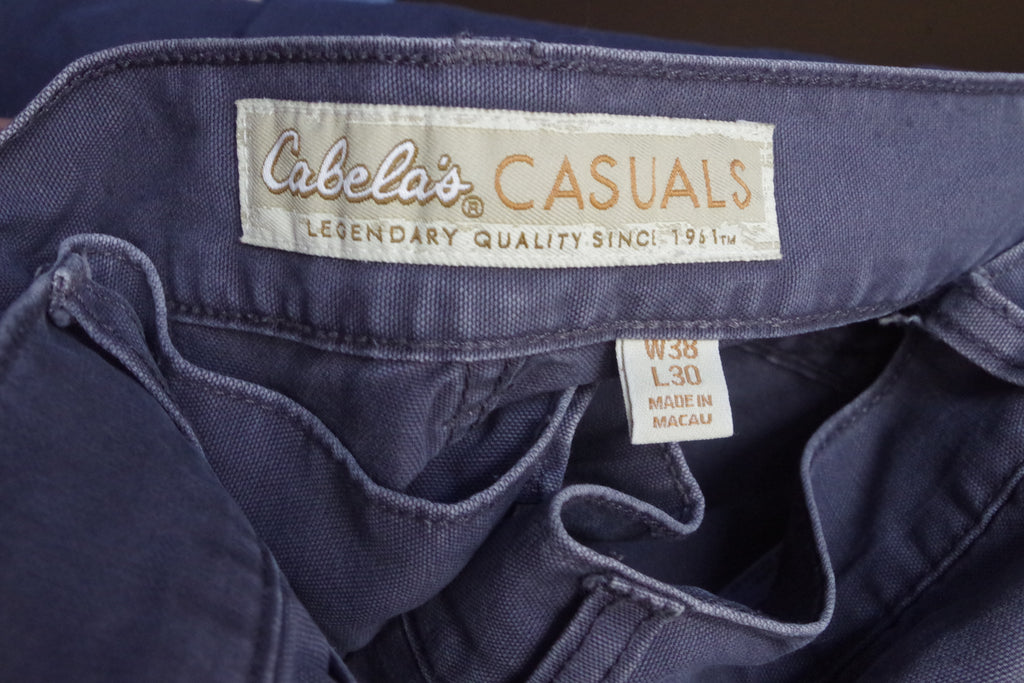 Cabela's® CASUALS
LEGENDARY QUALITY SINCE 1961™
W38
L30
MADE IN
MACAU